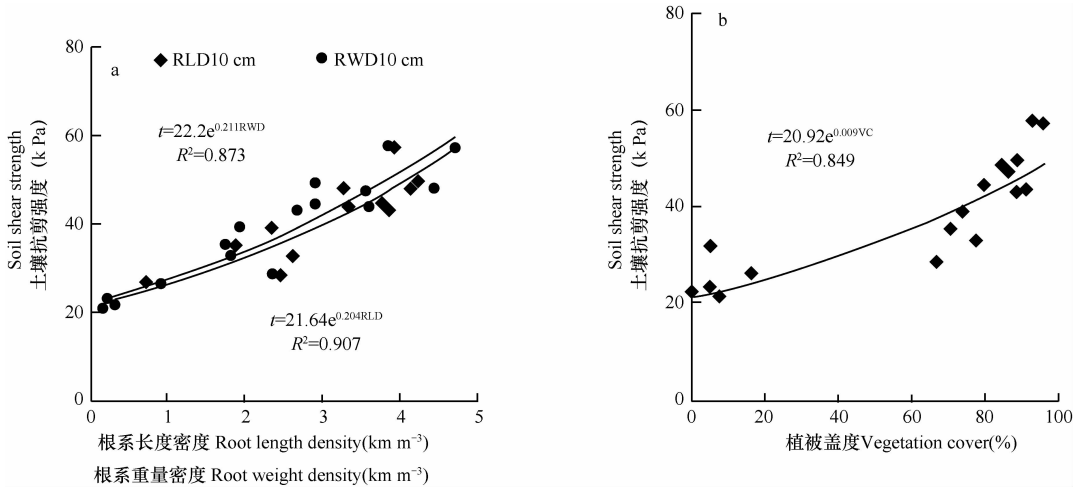 a
RLD10 cm
RWD10 cm
t=22.2e^0.211RWD
R²=0.873
t=21.64e^0.204RLD
R²=0.907
80
60
40
20
0
Soil shear strength
土壤抗剪强度 (k Pa)
0 1 2 3 4 5
根系长度密度 Root length density(km m⁻³)
根系重量密度 Root weight density(km m⁻³)
b
t=20.92e^0.009VC
R²=0.849
80
60
40
20
0
Soil shear strength
土壤抗剪强度 (k Pa)
0 20 40 60 80 100
植被盖度Vegetation cover(%)